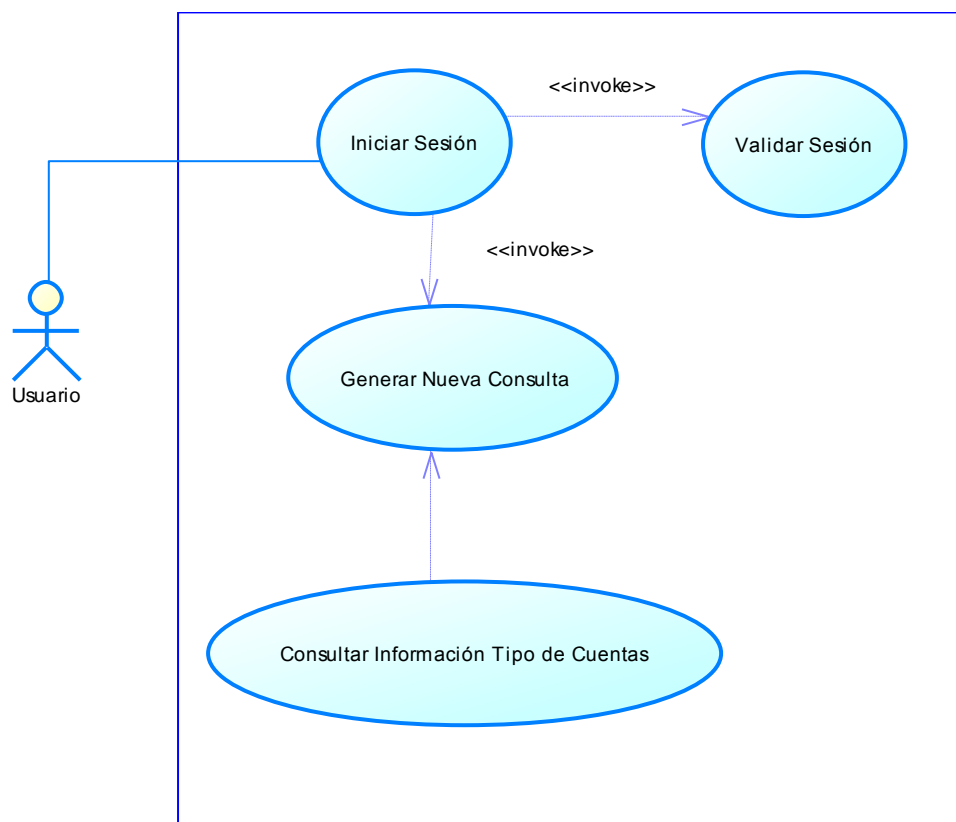 <<invoke>>
Iniciar Sesión
Validar Sesión
<<invoke>>
Generar Nueva Consulta
Usuario
Consultar Información Tipo de Cuentas